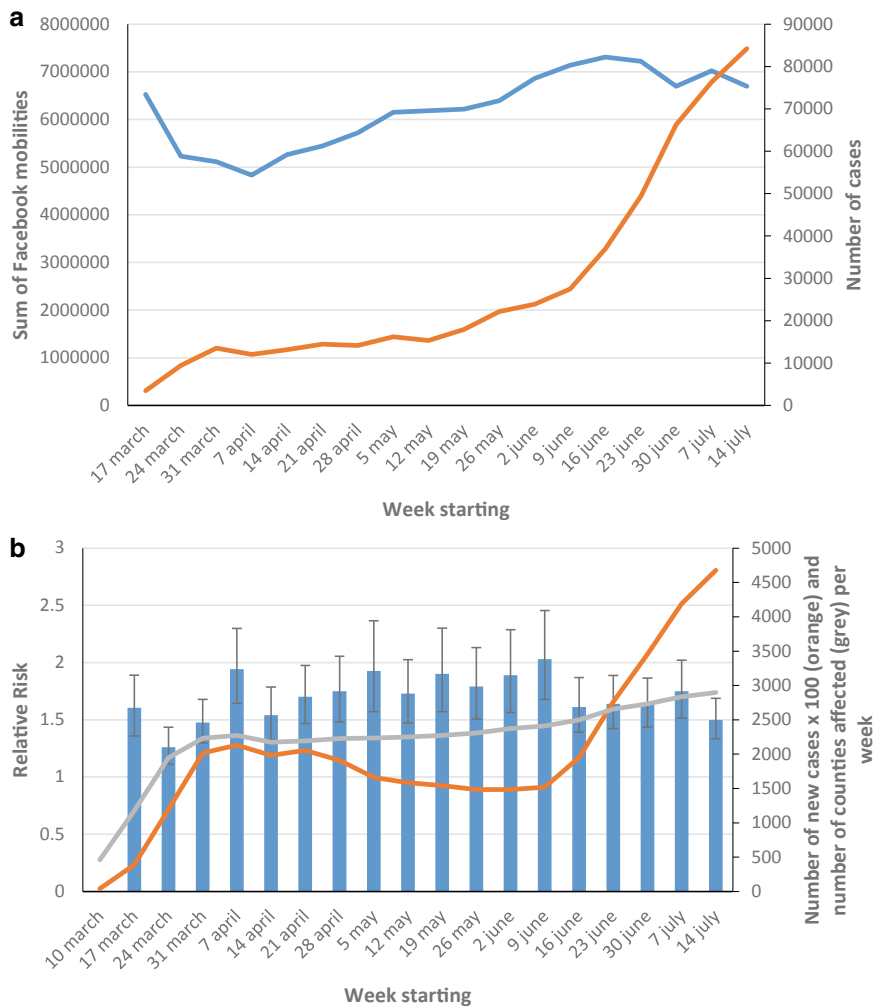 a
8000000
7000000
6000000
5000000
4000000
3000000
2000000
1000000
0
Sum of Facebook mobilities
90000
80000
70000
60000
50000
40000
30000
20000
10000
0
Number of cases
17 march
24 march
31 march
7 april
14 april
21 april
28 april
5 may
12 may
19 may
26 may
2 june
9 june
16 june
23 june
30 june
7 july
14 july
Week starting
b
3
2.5
2
1.5
1
0.5
0
Relative Risk
5000
4500
4000
3500
3000
2500
2000
1500
1000
500
0
Number of new cases x 100 (orange) and
number of counties affected (grey) per
week
10 march
17 march
24 march
31 march
7 april
14 april
21 april
28 april
5 may
12 may
19 may
26 may
2 june
9 june
16 june
23 june
30 june
7 july
14 july
Week starting